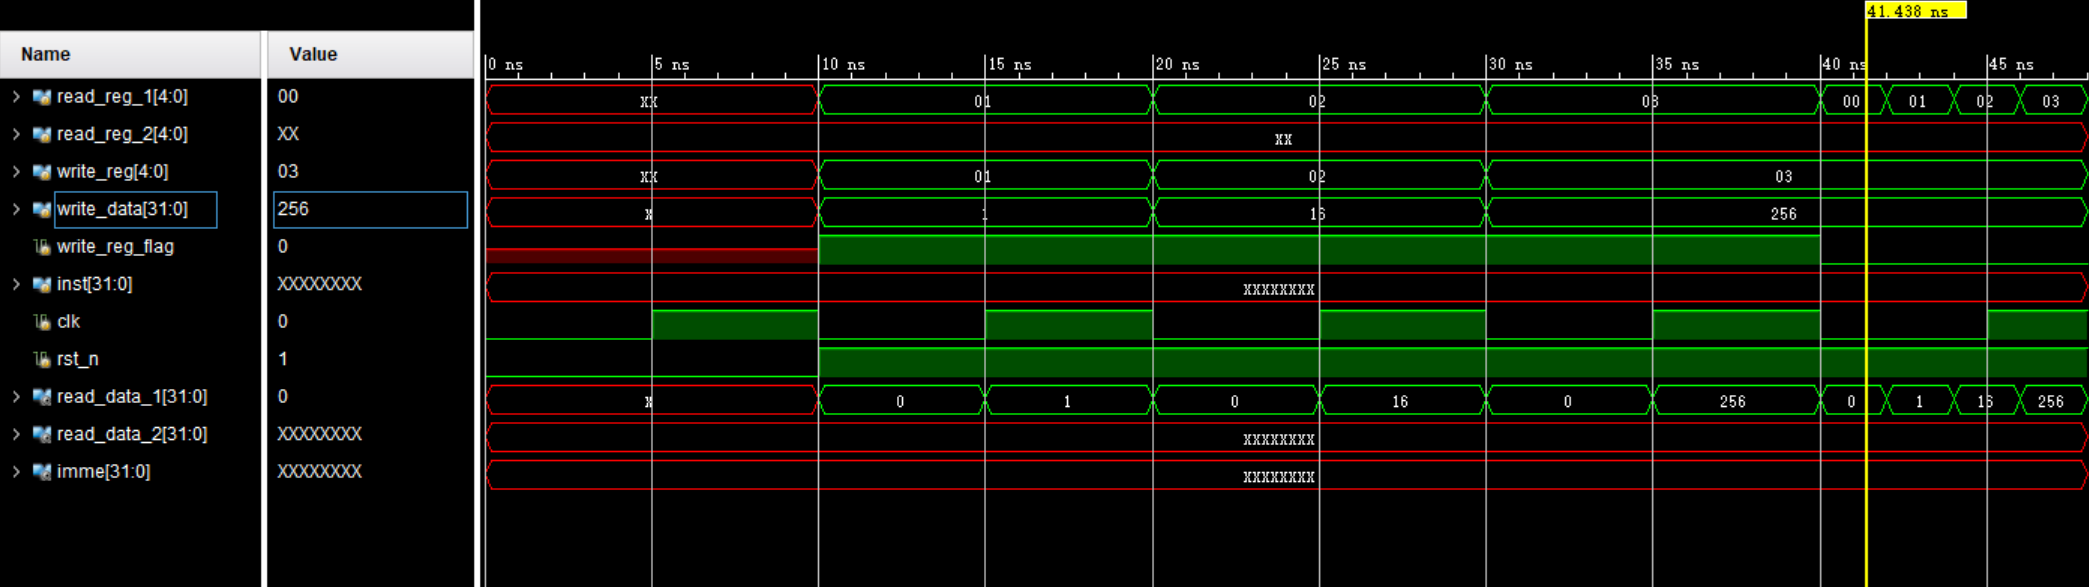 41.438 ns
Name Value
0 ns 5 ns 10 ns 15 ns 20 ns 25 ns 30 ns 35 ns 40 ns 45 ns
read_reg_1[4:0] 00 XX 01 02 03 00 01 02 03
read_reg_2[4:0] XX XX
write_reg[4:0] 03 XX 01 02 03
write_data[31:0] 256 X 1 16 256
write_reg_flag 0
inst[31:0] XXXXXXXX XXXXXXXX
clk 0
rst_n 1
read_data_1[31:0] 0 X 0 1 0 16 0 256 0 1 16 256
read_data_2[31:0] XXXXXXXX XXXXXXXX
imme[31:0] XXXXXXXX XXXXXXXX